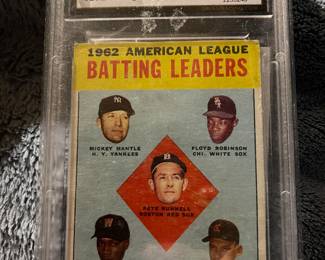 1962 AMERICAN LEAGUE
BATTING LEADERS
MICKEY MANTLE
N. Y. YANKEES
FLOYD ROBINSON
CHI. WHITE SOX
PETE RUNNELS
BOSTON RED SOX